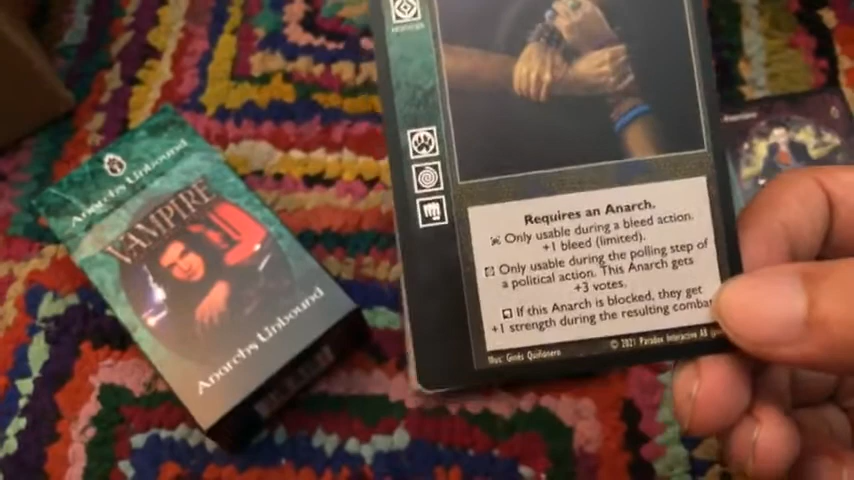 Anarchs Unbound
VAMPIRE
Anarchs Unbound
Requires an Anarch.
Only usable during a bleed action.
+1 bleed (limited).
Only usable during the polling step of
a political action. This Anarch gets
+3 votes.
If this Anarch is blocked, they get
+1 strength during the resulting combat.
Illus: Ginés Quiñonero
© 2021 Paradox Interactive AB